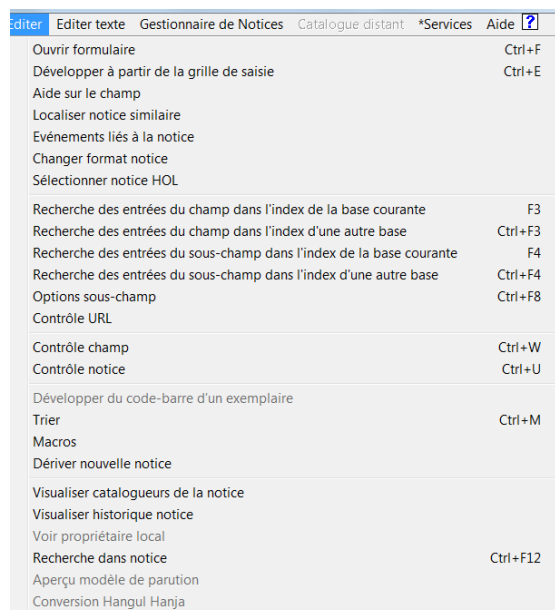 Editer Editer texte Gestionnaire de Notices Catalogue distant *Services Aide ?
Ouvrir formulaire Ctrl+F
Développer à partir de la grille de saisie Ctrl+E
Aide sur le champ
Localiser notice similaire
Evénements liés à la notice
Changer format notice
Sélectionner notice HOL
Recherche des entrées du champ dans l'index de la base courante F3
Recherche des entrées du champ dans l'index d'une autre base Ctrl+F3
Recherche des entrées du sous-champ dans l'index de la base courante F4
Recherche des entrées du sous-champ dans l'index d'une autre base Ctrl+F4
Options sous-champ Ctrl+F8
Contrôle URL
Contrôle champ Ctrl+W
Contrôle notice Ctrl+U
Développer du code-barre d'un exemplaire
Trier Ctrl+M
Macros
Dériver nouvelle notice
Visualiser catalogueurs de la notice
Visualiser historique notice
Voir propriétaire local
Recherche dans notice Ctrl+F12
Aperçu modèle de parution
Conversion Hangul Hanja